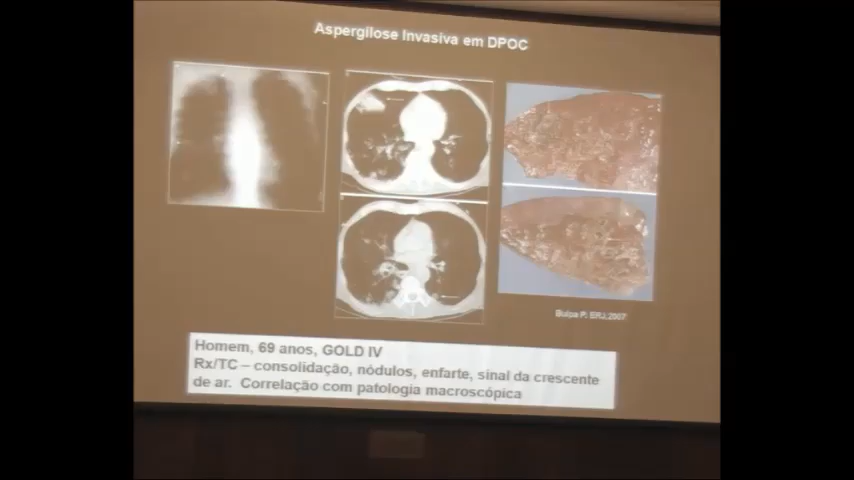 Aspergilose Invasiva em DPOC
Bulpa P. ERJ,2007
Homem, 69 anos, GOLD IV
Rx/TC – consolidação, nódulos, enfarte, sinal da crescente
de ar. Correlação com patologia macroscópica